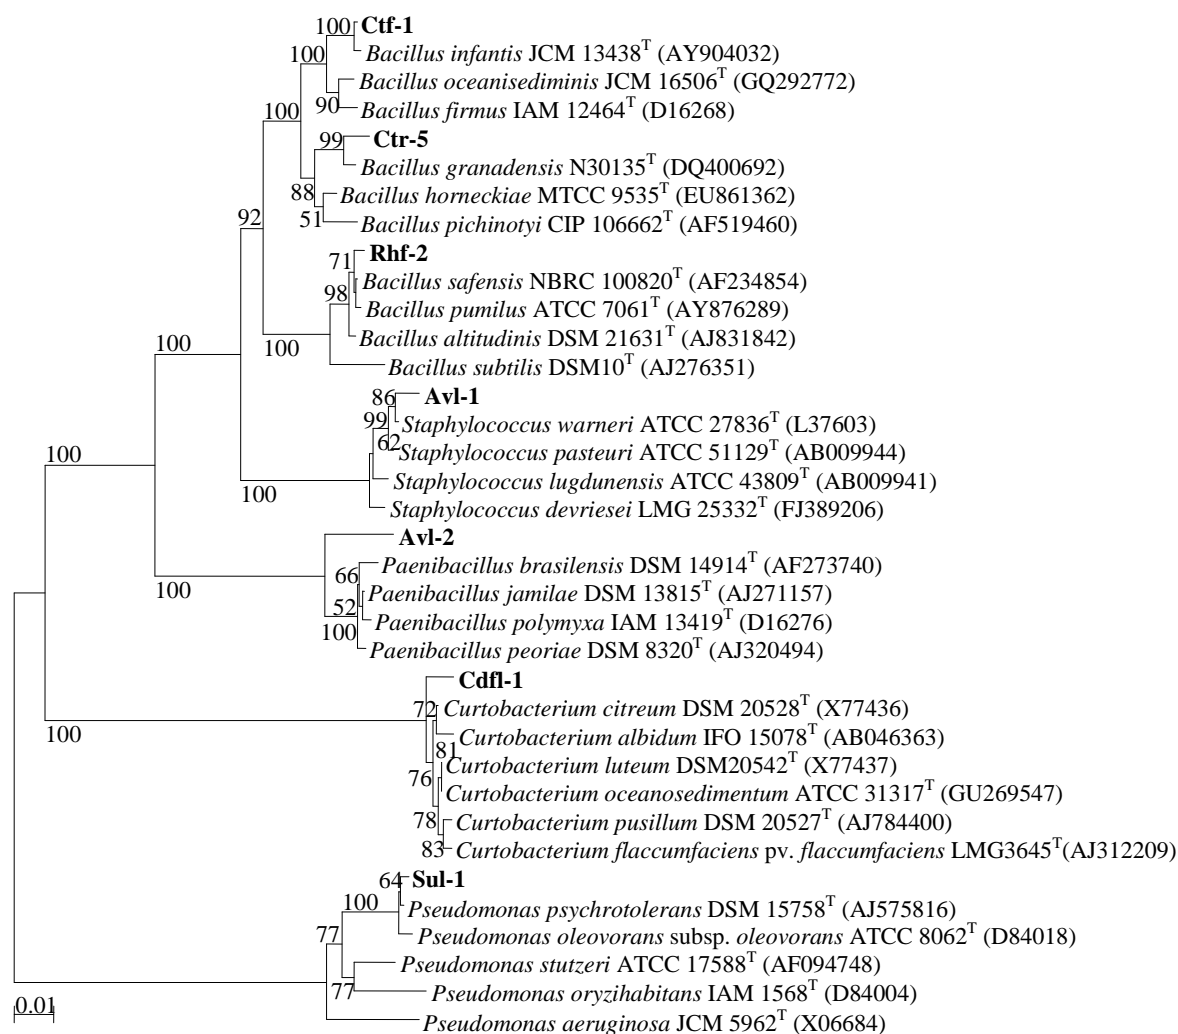 100 Ctf-1
Bacillus infantis JCM 13438T (AY904032)
100
Bacillus oceanisediminis JCM 16506T (GQ292772)
90 Bacillus firmus IAM 12464T (D16268)
100
99 Ctr-5
Bacillus granadensis N30135T (DQ400692)
88 Bacillus horneckiae MTCC 9535T (EU861362)
51 Bacillus pichinotyi CIP 106662T (AF519460)
92
71 Rhf-2
Bacillus safensis NBRC 100820T (AF234854)
98 Bacillus pumilus ATCC 7061T (AY876289)
100 Bacillus altitudinis DSM 21631T (AJ831842)
100
Bacillus subtilis DSM10T (AJ276351)
86 Avl-1
99 Staphylococcus warneri ATCC 27836T (L37603)
62 Staphylococcus pasteuri ATCC 51129T (AB009944)
100
Staphylococcus lugdunensis ATCC 43809T (AB009941)
100
Staphylococcus devriesei LMG 25332T (FJ389206)
Avl-2
Paenibacillus brasilensis DSM 14914T (AF273740)
66
100 Paenibacillus jamilae DSM 13815T (AJ271157)
52
Paenibacillus polymyxa IAM 13419T (D16276)
100
Paenibacillus peoriae DSM 8320T (AJ320494)
Cdfl-1
72 Curtobacterium citreum DSM 20528T (X77436)
100 Curtobacterium albidum IFO 15078T (AB046363)
81
Curtobacterium luteum DSM20542T (X77437)
76
Curtobacterium oceanosedimentum ATCC 31317T (GU269547)
78 Curtobacterium pusillum DSM 20527T (AJ784400)
83 Curtobacterium flaccumfaciens pv. flaccumfaciens LMG3645T(AJ312209)
64 Sul-1
100 Pseudomonas psychrotolerans DSM 15758T (AJ575816)
77 Pseudomonas oleovorans subsp. oleovorans ATCC 8062T (D84018)
Pseudomonas stutzeri ATCC 17588T (AF094748)
77 Pseudomonas oryzihabitans IAM 1568T (D84004)
0.01
Pseudomonas aeruginosa JCM 5962T (X06684)